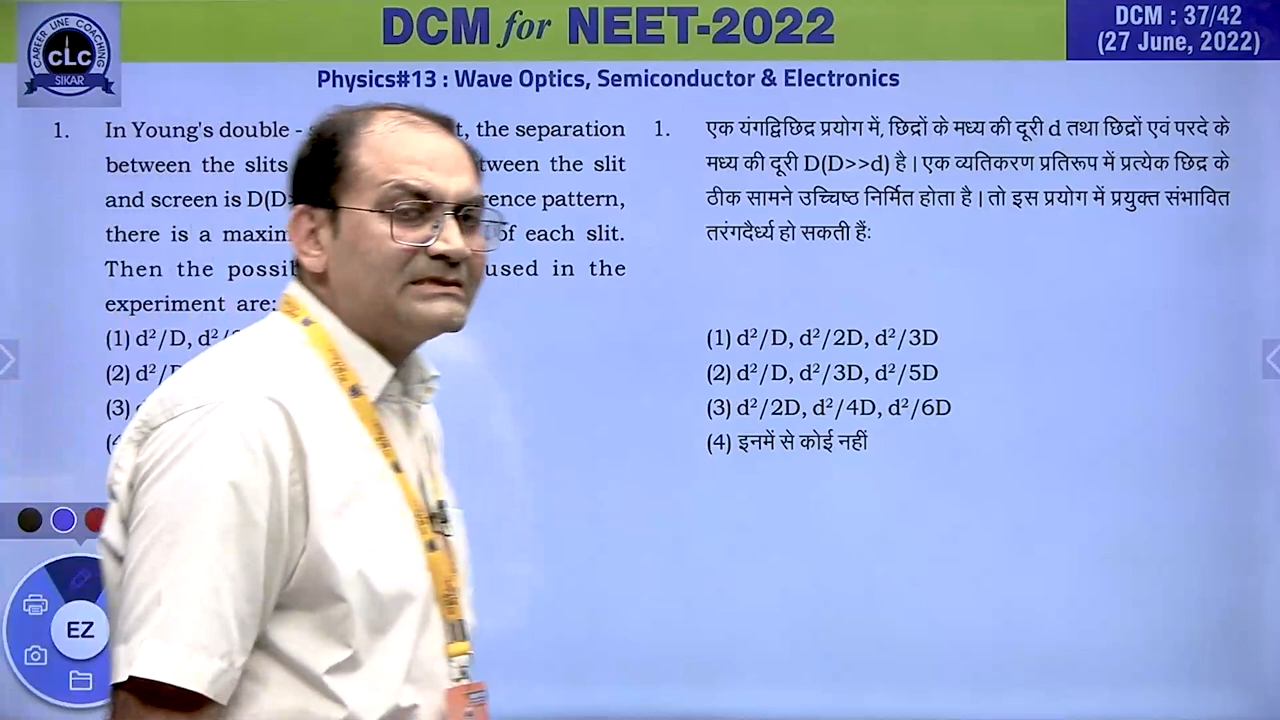 DCM for NEET-2022
DCM : 37/42
(27 June, 2022)
CAREER LINE COACHING
CLC
SIKAR
Physics#13 : Wave Optics, Semiconductor & Electronics
1. In Young's double - t, the separation
between the slits tween the slit
and screen is D(D> rence pattern,
there is a of each slit.
Then the used in the
experiment are:
(1) d²/D, d²/
(2) d²/
(3)
1. एक यंगद्विछिद्र प्रयोग में, छिद्रों के मध्य की दूरी d तथा छिद्रों एवं परदे के
मध्य की दूरी D(D>>d) है। एक व्यतिकरण प्रतिरूप में प्रत्येक छिद्र के
ठीक सामने उच्चिष्ठ निर्मित होता है। तो इस प्रयोग में प्रयुक्त संभावित
तरंगदैर्ध्य हो सकती हैं:
(1) d²/D, d²/2D, d²/3D
(2) d²/D, d²/3D, d²/5D
(3) d²/2D, d²/4D, d²/6D
(4) इनमें से कोई नहीं
EZ